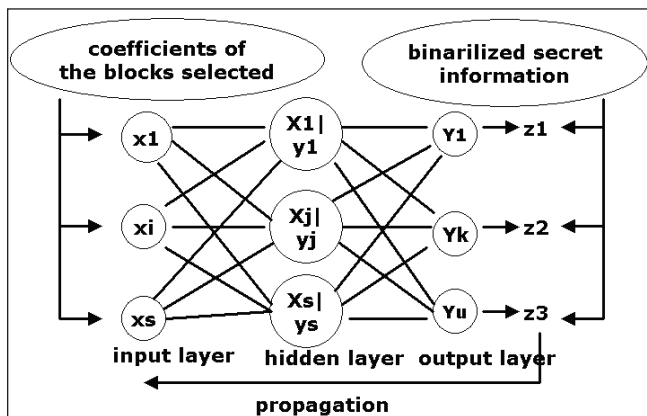 coefficients of
the blocks selected
binarilized secret
information
x1
X1|
y1
Y1
z1
xi
Xj|
yj
Yk
z2
xs
Xs|
ys
Yu
z3
input layer
hidden layer
output layer
propagation